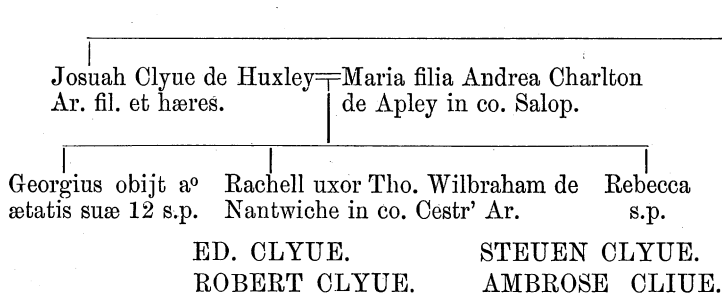 Josuah Clyue de Huxley=Maria filia Andrea Charlton
Ar. fil. et hæres. de Apley in co. Salop.
Georgius obijt aº Rachell uxor Tho. Wilbraham de Rebecca
ætatis suæ 12 s.p. Nantwiche in co. Cestr' Ar. s.p.
ED. CLYUE. STEUEN CLYUE.
ROBERT CLYUE. AMBROSE CLIUE.